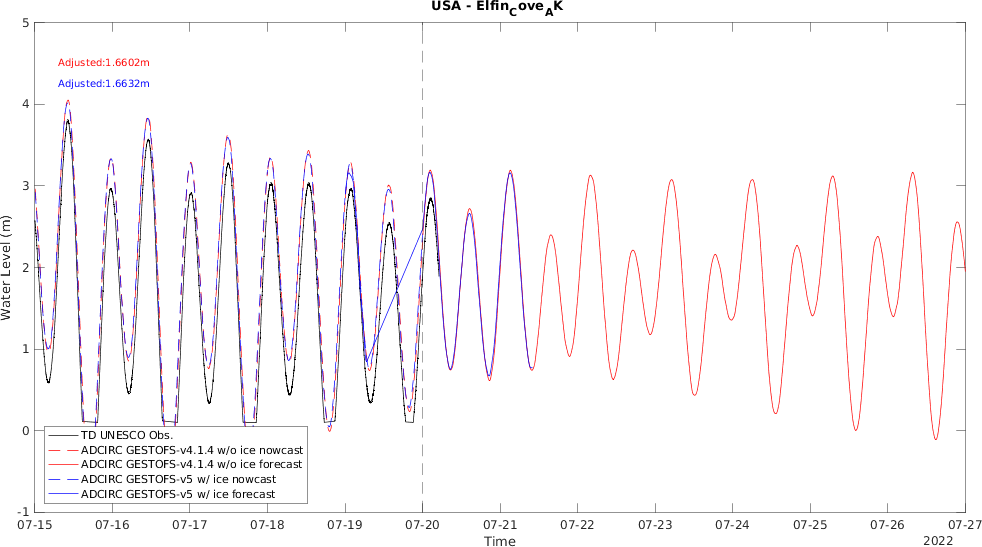 USA - ElfinCoveAK
Adjusted:1.6602m
Adjusted:1.6632m
Water Level (m)
5
4
3
2
1
0
-1
TD UNESCO Obs.
ADCIRC GESTOFS-v4.1.4 w/o ice nowcast
ADCIRC GESTOFS-v4.1.4 w/o ice forecast
ADCIRC GESTOFS-v5 w/ ice nowcast
ADCIRC GESTOFS-v5 w/ ice forecast
07-15 07-16 07-17 07-18 07-19 07-20 07-21 07-22 07-23 07-24 07-25 07-26 07-27
Time
2022